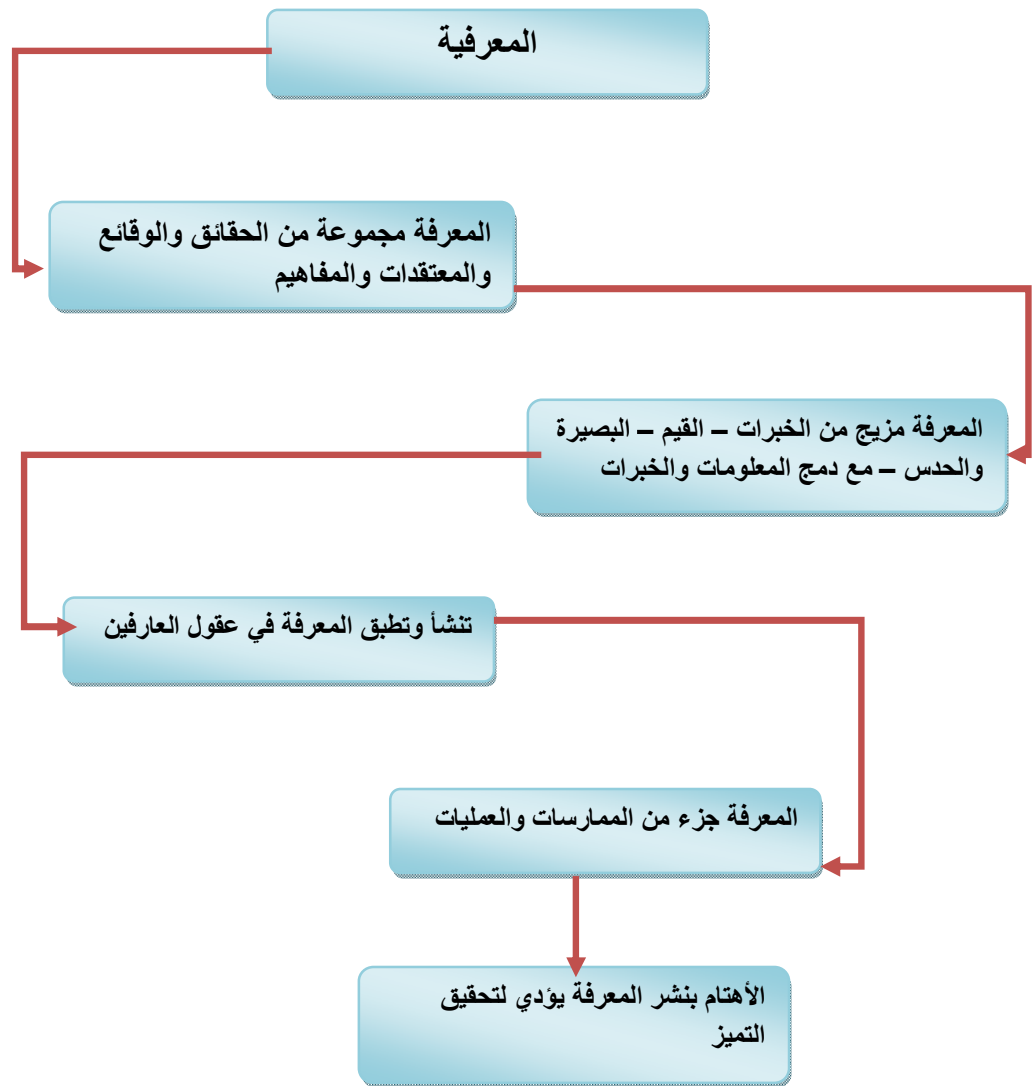 المعرفية
المعرفة مجموعة من الحقائق والوقائع
والمعتقدات والمفاهيم
المعرفة مزيج من الخبرات – القيم – البصيرة
والحدس – مع دمج المعلومات والخبرات
تنشأ وتطبق المعرفة في عقول العارفين
المعرفة جزء من الممارسات والعمليات
الأهتام بنشر المعرفة يؤدي لتحقيق
التميز